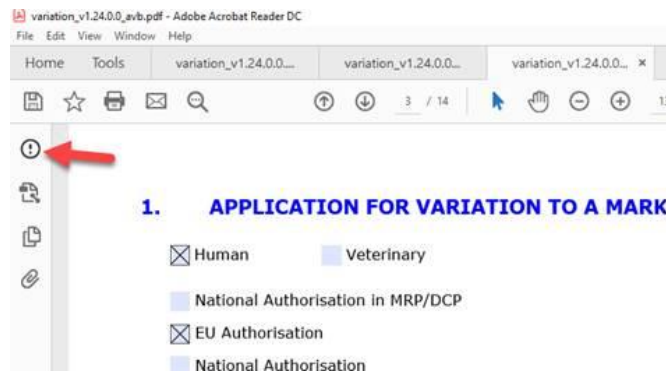 variation_v1.24.0.0_avb.pdf - Adobe Acrobat Reader DC
File Edit View Window Help
Home Tools variation_v1.24.0.0.... variation_v1.24.0.0... variation_v1.24.0.0... ×
3 / 14
1. APPLICATION FOR VARIATION TO A MARK
Human Veterinary
National Authorisation in MRP/DCP
EU Authorisation
National Authorisation